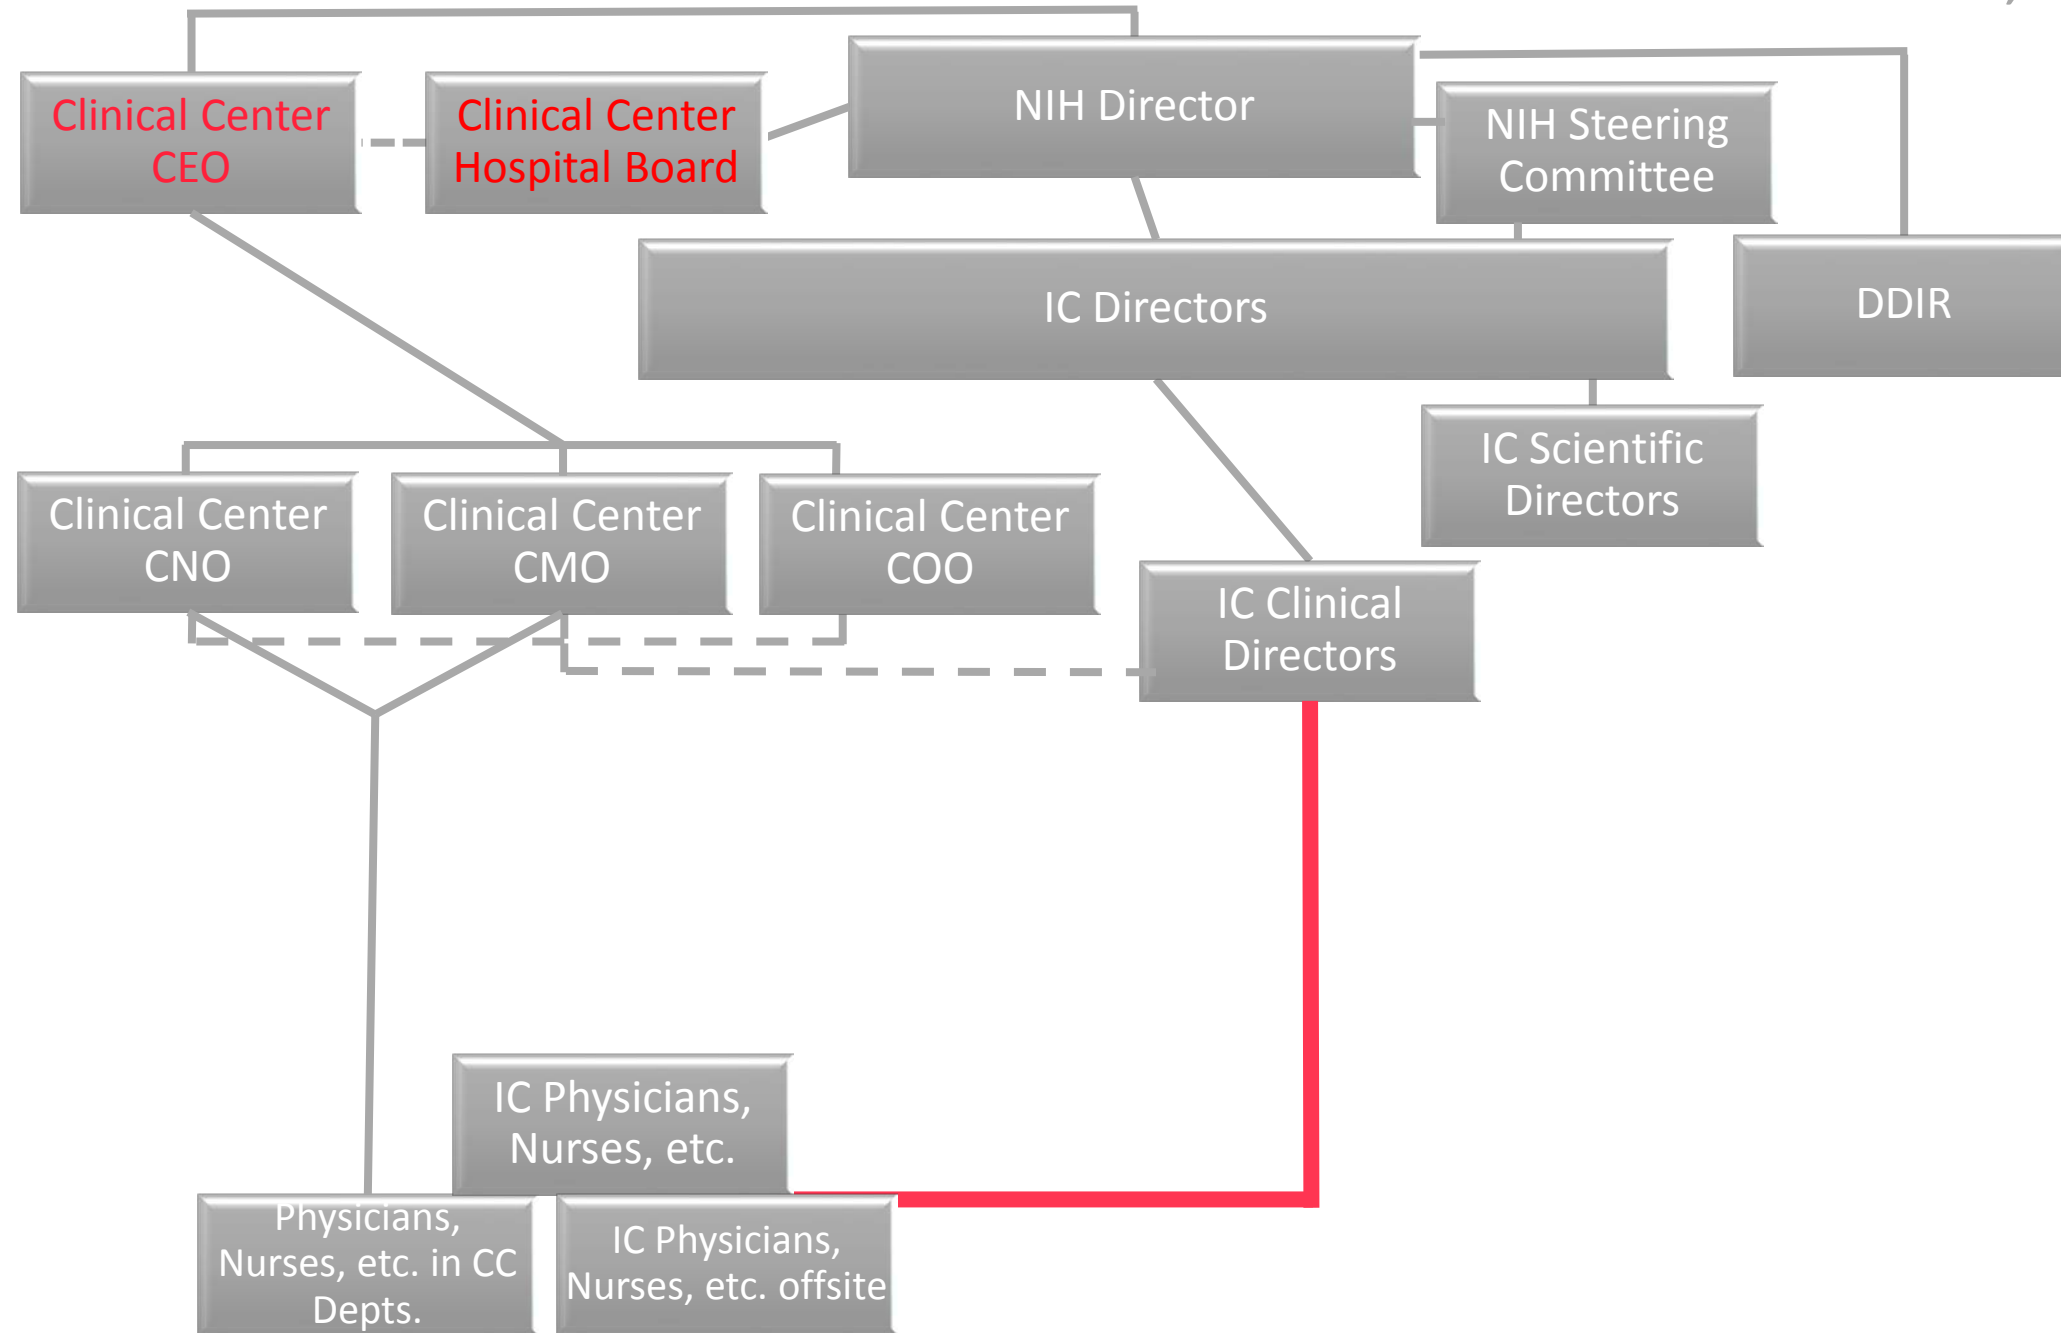 Clinical Center
CEO
Clinical Center
Hospital Board
NIH Director
NIH Steering
Committee
IC Directors
DDIR
IC Scientific
Directors
Clinical Center
CNO
Clinical Center
CMO
Clinical Center
COO
IC Clinical
Directors
IC Physicians,
Nurses, etc.
Physicians,
Nurses, etc. in CC
Depts.
IC Physicians,
Nurses, etc. offsite